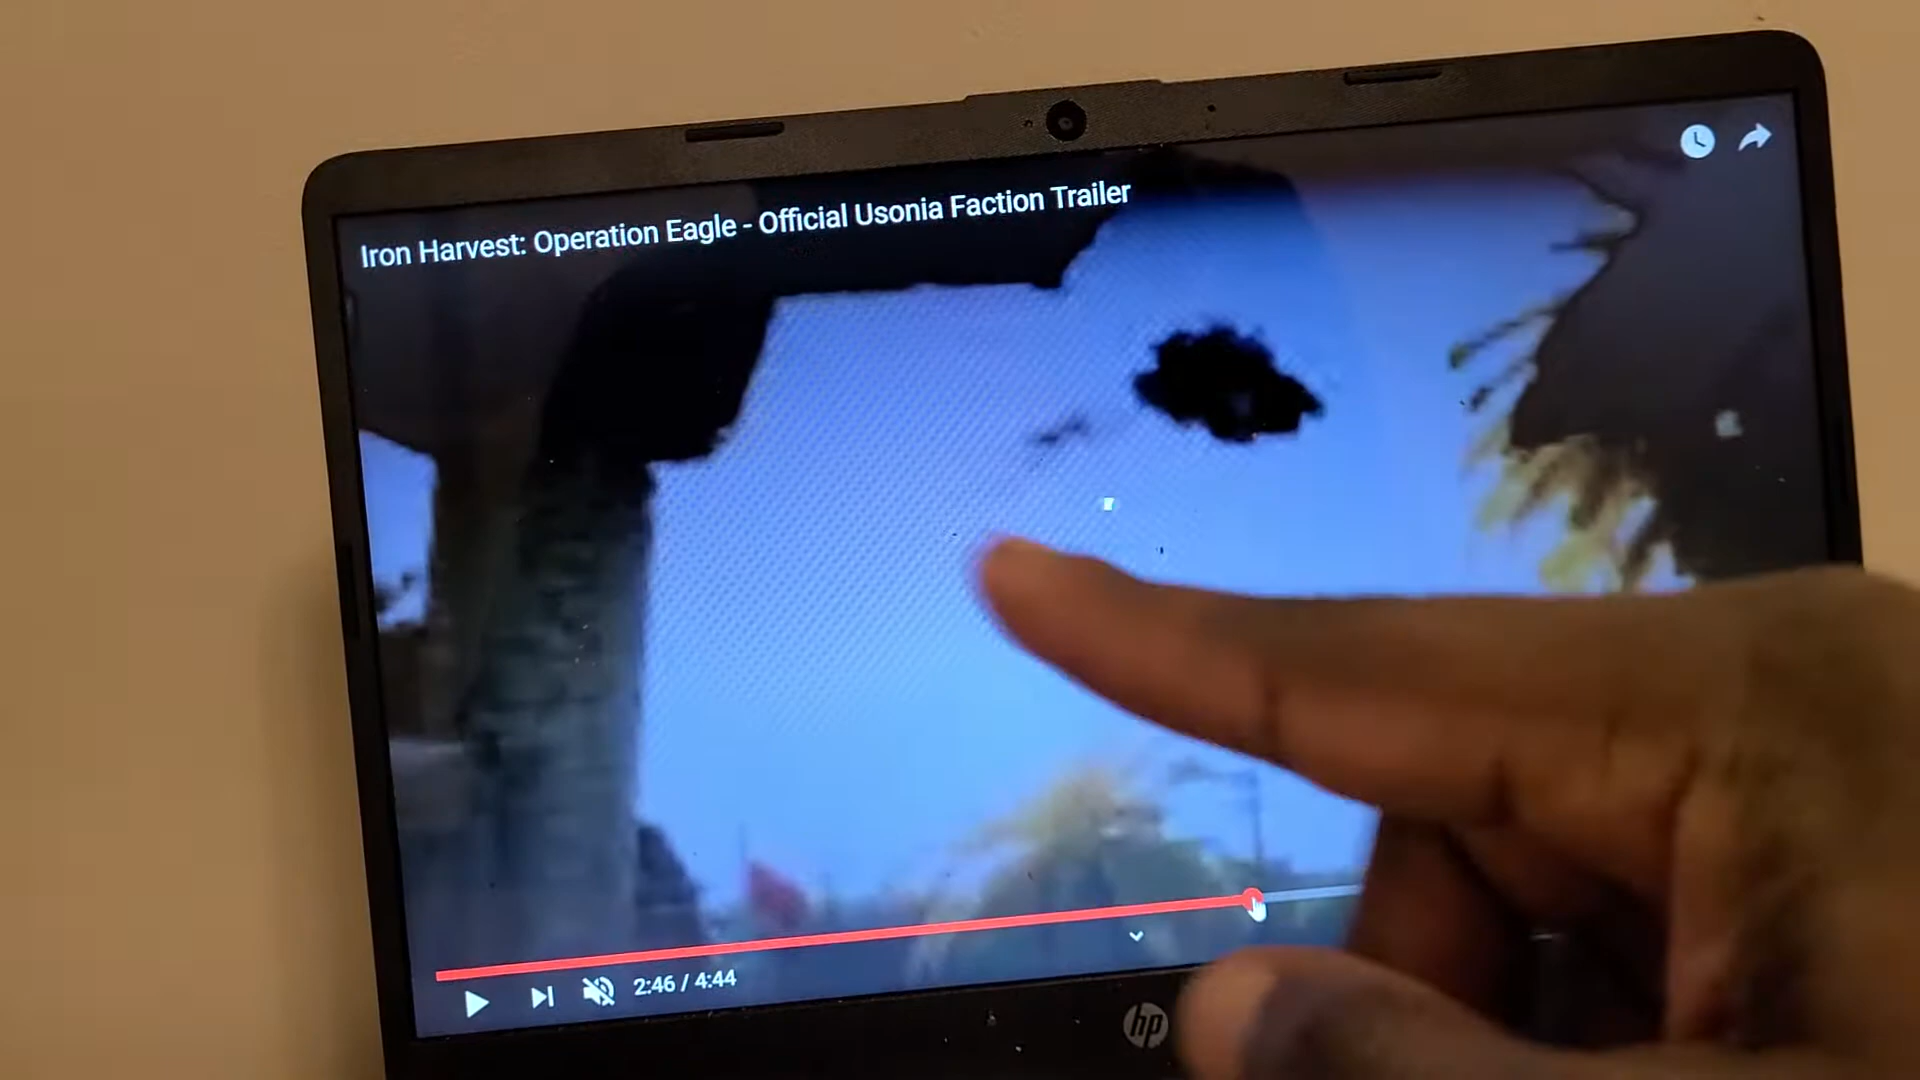 Iron Harvest: Operation Eagle - Official Usonia Faction Trailer
2:46 / 4:44
hp